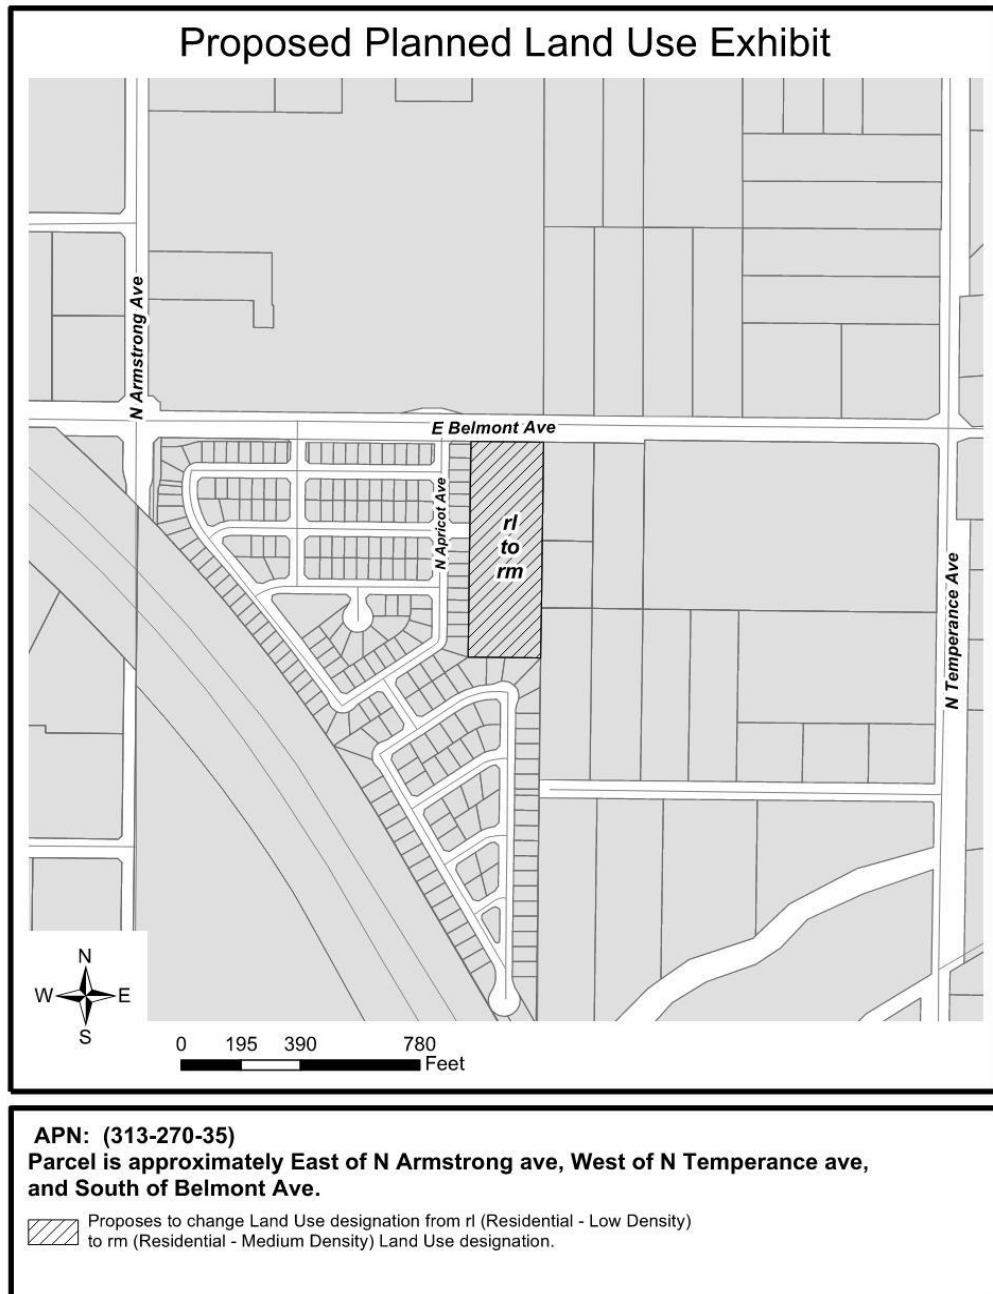 Proposed Planned Land Use Exhibit
N Armstrong Ave
E Belmont Ave
N Apricot Ave
rl
to
rm
N Temperance Ave
N
W E
S
0 195 390 780
Feet
APN: (313-270-35)
Parcel is approximately East of N Armstrong ave, West of N Temperance ave,
and South of Belmont Ave.
Proposes to change Land Use designation from rl (Residential - Low Density)
to rm (Residential - Medium Density) Land Use designation.